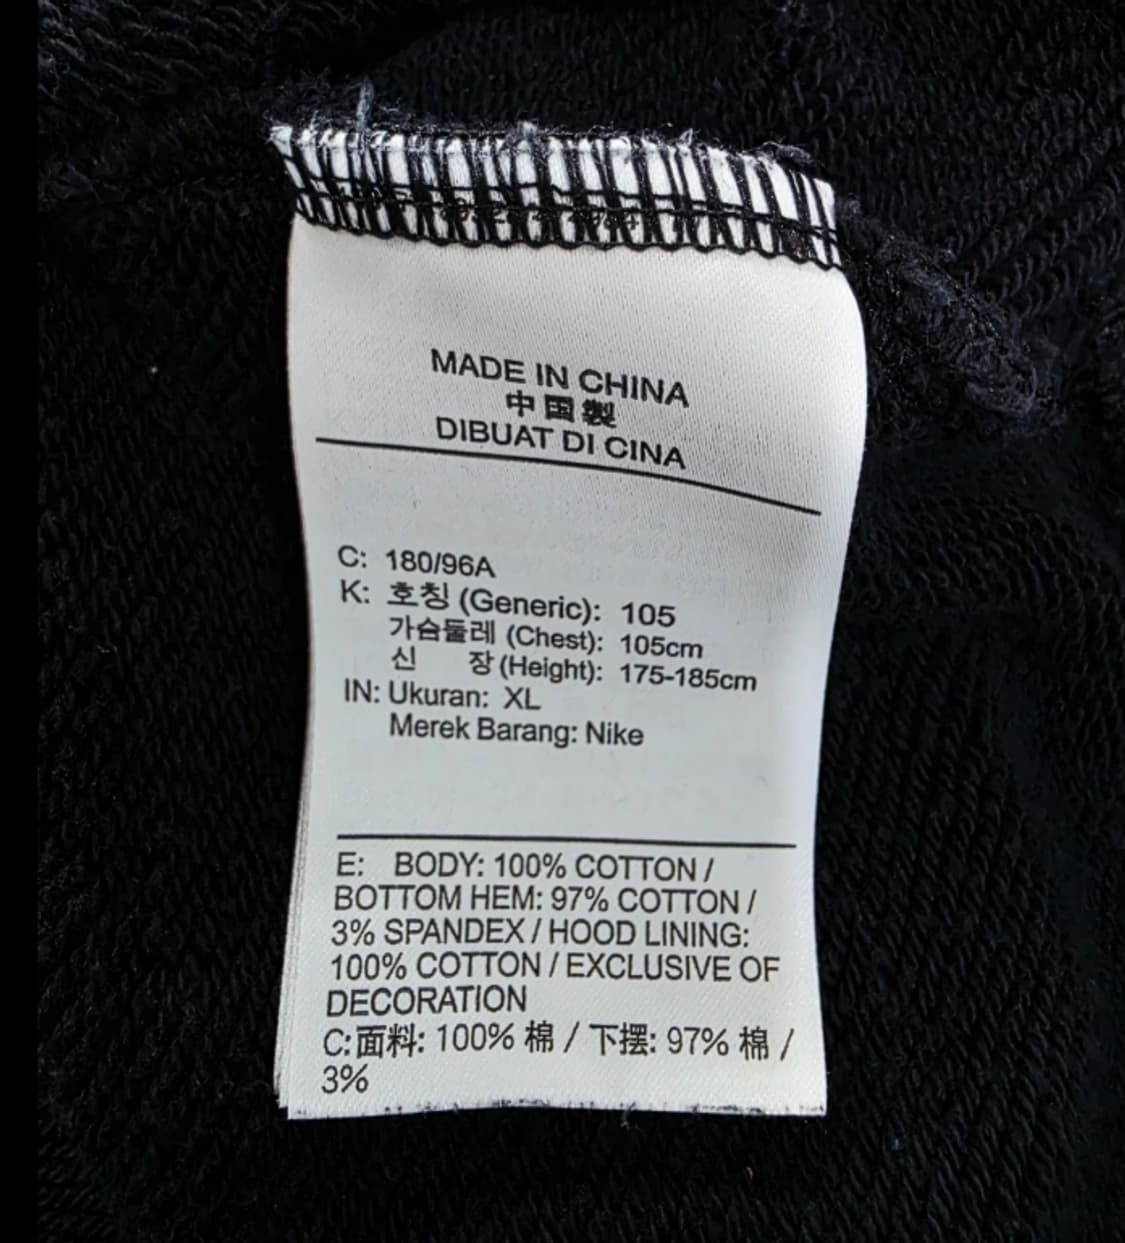 MADE IN CHINA
中国製
DIBUAT DI CINA
C: 180/96A
K: 호칭 (Generic): 105
가슴둘레 (Chest): 105cm
신 장 (Height): 175-185cm
IN: Ukuran: XL
Merek Barang: Nike
E: BODY: 100% COTTON /
BOTTOM HEM: 97% COTTON /
3% SPANDEX / HOOD LINING:
100% COTTON / EXCLUSIVE OF
DECORATION
C:面料: 100% 棉 / 下摆: 97% 棉 /
3%